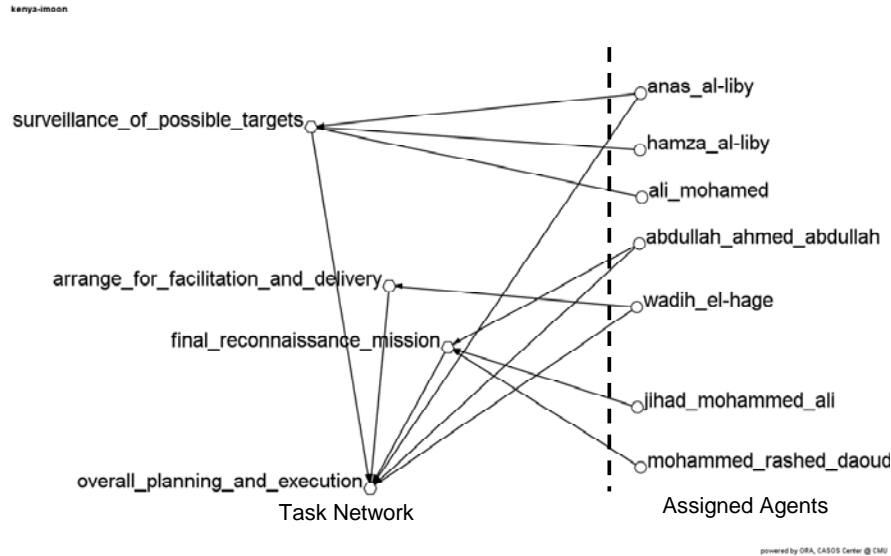 kenya-imoon
anas_al-liby
surveillance_of_possible_targets
hamza_al-liby
ali_mohamed
abdullah_ahmed_abdullah
arrange_for_facilitation_and_delivery
wadih_el-hage
final_reconnaissance_mission
jihad_mohammed_ali
mohammed_rashed_daoud
overall_planning_and_execution
Task Network
Assigned Agents
powered by ORA, CASOS Center @ CMU